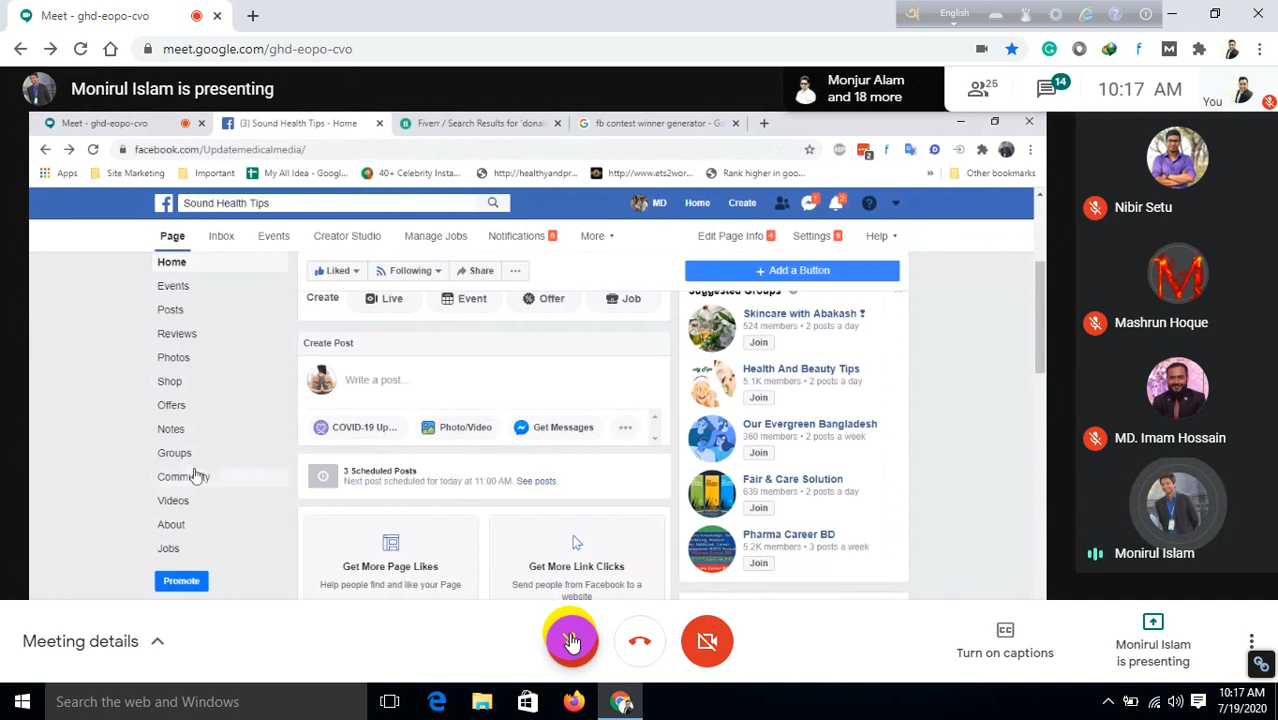 Meet - ghd-eopo-cvo
English
meet.google.com/ghd-eopo-cvo
Monirul Islam is presenting
Monjur Alam
and 18 more
25
14
10:17 AM
You
Meet - ghd-eopo-cvo
(3) Sound Health Tips - Home
Fiverr / Search Results for 'dona
fb contest winner generator - Go
facebook.com/Updatemedicalmedia/
2
Apps
Site Marketing
Important
My All Idea - Googl...
40+ Celebrity Insta...
http://healthyandpr...
http://www.ets2wor...
Rank higher in goo...
»
Other bookmarks
Sound Health Tips
MD
Home
Create
1
2
Page
Inbox
Events
Creator Studio
Manage Jobs
Notifications 6
More
Edit Page Info 4
Settings 5
Help
Home
Events
Posts
Reviews
Photos
Shop
Offers
Notes
Groups
Community
Videos
About
Jobs
Promote
Liked
Following
Share
...
+ Add a Button
Create
Live
Event
Offer
Job
Create Post
Write a post...
COVID-19 Up...
Photo/Video
Get Messages
3 Scheduled Posts
Next post scheduled for today at 11:00 AM. See posts.
Get More Page Likes
Help people find and like your Page
Get More Link Clicks
Send people from Facebook to a
website
Suggested Groups
Skincare with Abakash
524 members • 2 posts a day
Join
Health And Beauty Tips
5.1K members • 2 posts a day
Join
Our Evergreen Bangladesh
360 members • 2 posts a week
Join
Fair & Care Solution
639 members • 2 posts a day
Join
Pharma Career BD
5.2K members • 3 posts a week
Join
Nibir Setu
Mashrun Hoque
MD. Imam Hossain
Monirul Islam
Meeting details
Turn on captions
Monirul Islam
is presenting
Search the web and Windows
10:17 AM
7/19/2020